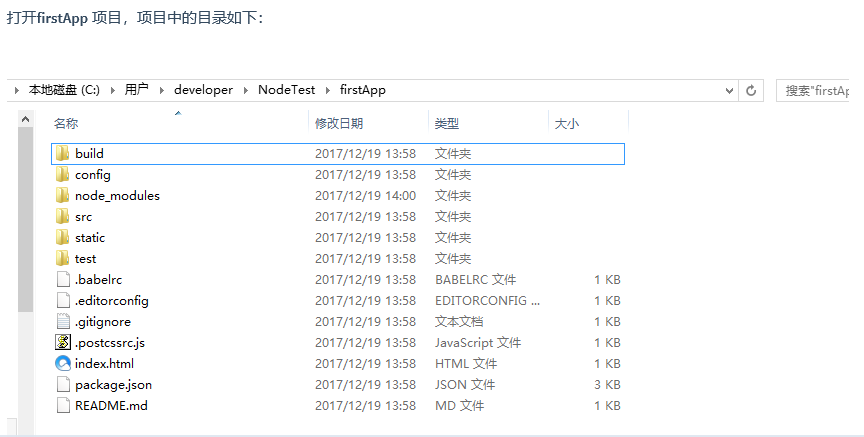 打开firstApp 项目，项目中的目录如下：
本地磁盘 (C:) 用户 developer NodeTest firstApp 搜索"firstAp
名称 修改日期 类型 大小
build 2017/12/19 13:58 文件夹
config 2017/12/19 13:58 文件夹
node_modules 2017/12/19 14:00 文件夹
src 2017/12/19 13:58 文件夹
static 2017/12/19 13:58 文件夹
test 2017/12/19 13:58 文件夹
.babelrc 2017/12/19 13:58 BABELRC 文件 1 KB
.editorconfig 2017/12/19 13:58 EDITORCONFIG ... 1 KB
.gitignore 2017/12/19 13:58 文本文档 1 KB
.postcssrc.js 2017/12/19 13:58 JavaScript 文件 1 KB
index.html 2017/12/19 13:58 HTML 文件 1 KB
package.json 2017/12/19 13:58 JSON 文件 3 KB
README.md 2017/12/19 13:58 MD 文件 1 KB